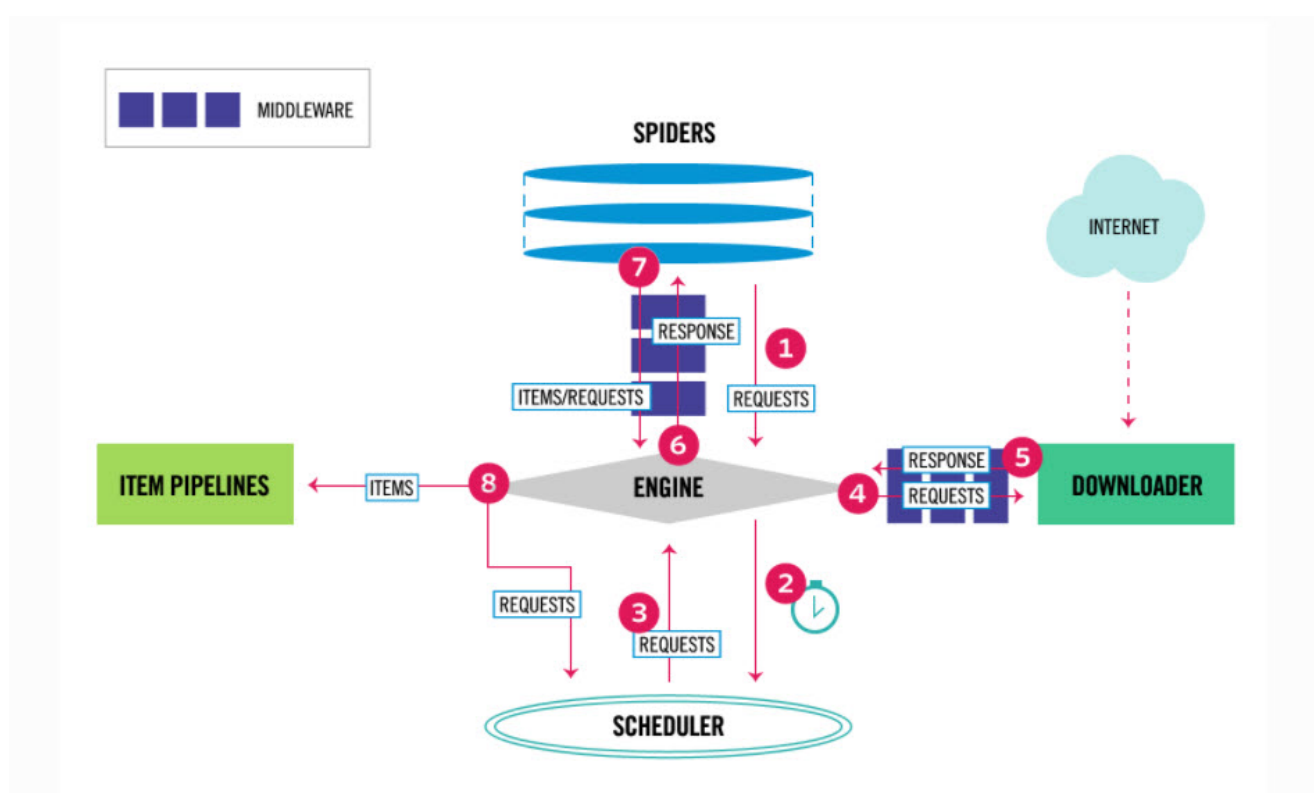 MIDDLEWARE
SPIDERS
INTERNET
7
RESPONSE
1
ITEMS/REQUESTS
REQUESTS
6
ITEM PIPELINES
ITEMS
8
ENGINE
4
RESPONSE
5
REQUESTS
DOWNLOADER
2
REQUESTS
3
REQUESTS
SCHEDULER